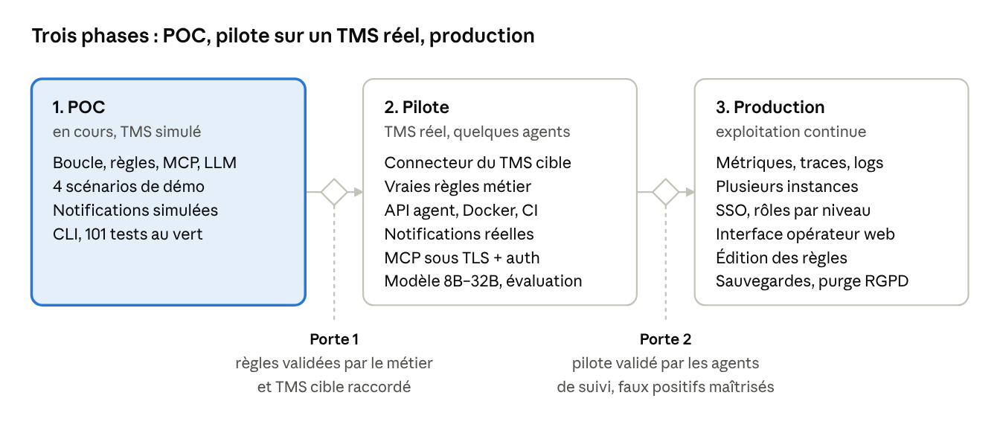 Trois phases : POC, pilote sur un TMS réel, production
1. POC
en cours, TMS simulé
Boucle, règles, MCP, LLM
4 scénarios de démo
Notifications simulées
CLI, 101 tests au vert
2. Pilote
TMS réel, quelques agents
Connecteur du TMS cible
Vraies règles métier
API agent, Docker, CI
Notifications réelles
MCP sous TLS + auth
Modèle 8B–32B, évaluation
3. Production
exploitation continue
Métriques, traces, logs
Plusieurs instances
SSO, rôles par niveau
Interface opérateur web
Édition des règles
Sauvegardes, purge RGPD
Porte 1
règles validées par le métier
et TMS cible raccordé
Porte 2
pilote validé par les agents
de suivi, faux positifs maîtrisés